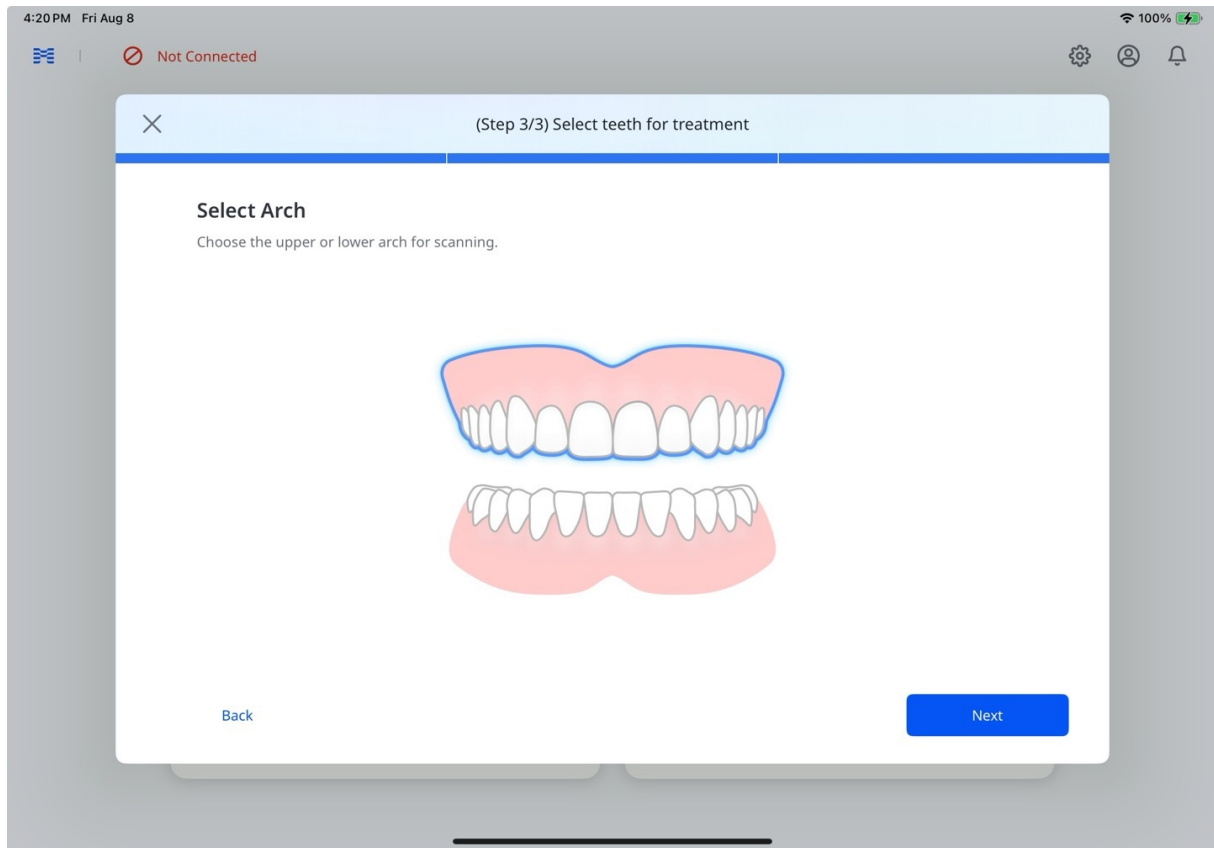 4:20 PM Fri Aug 8
100%
Not Connected
(Step 3/3) Select teeth for treatment
Select Arch
Choose the upper or lower arch for scanning.
Back
Next